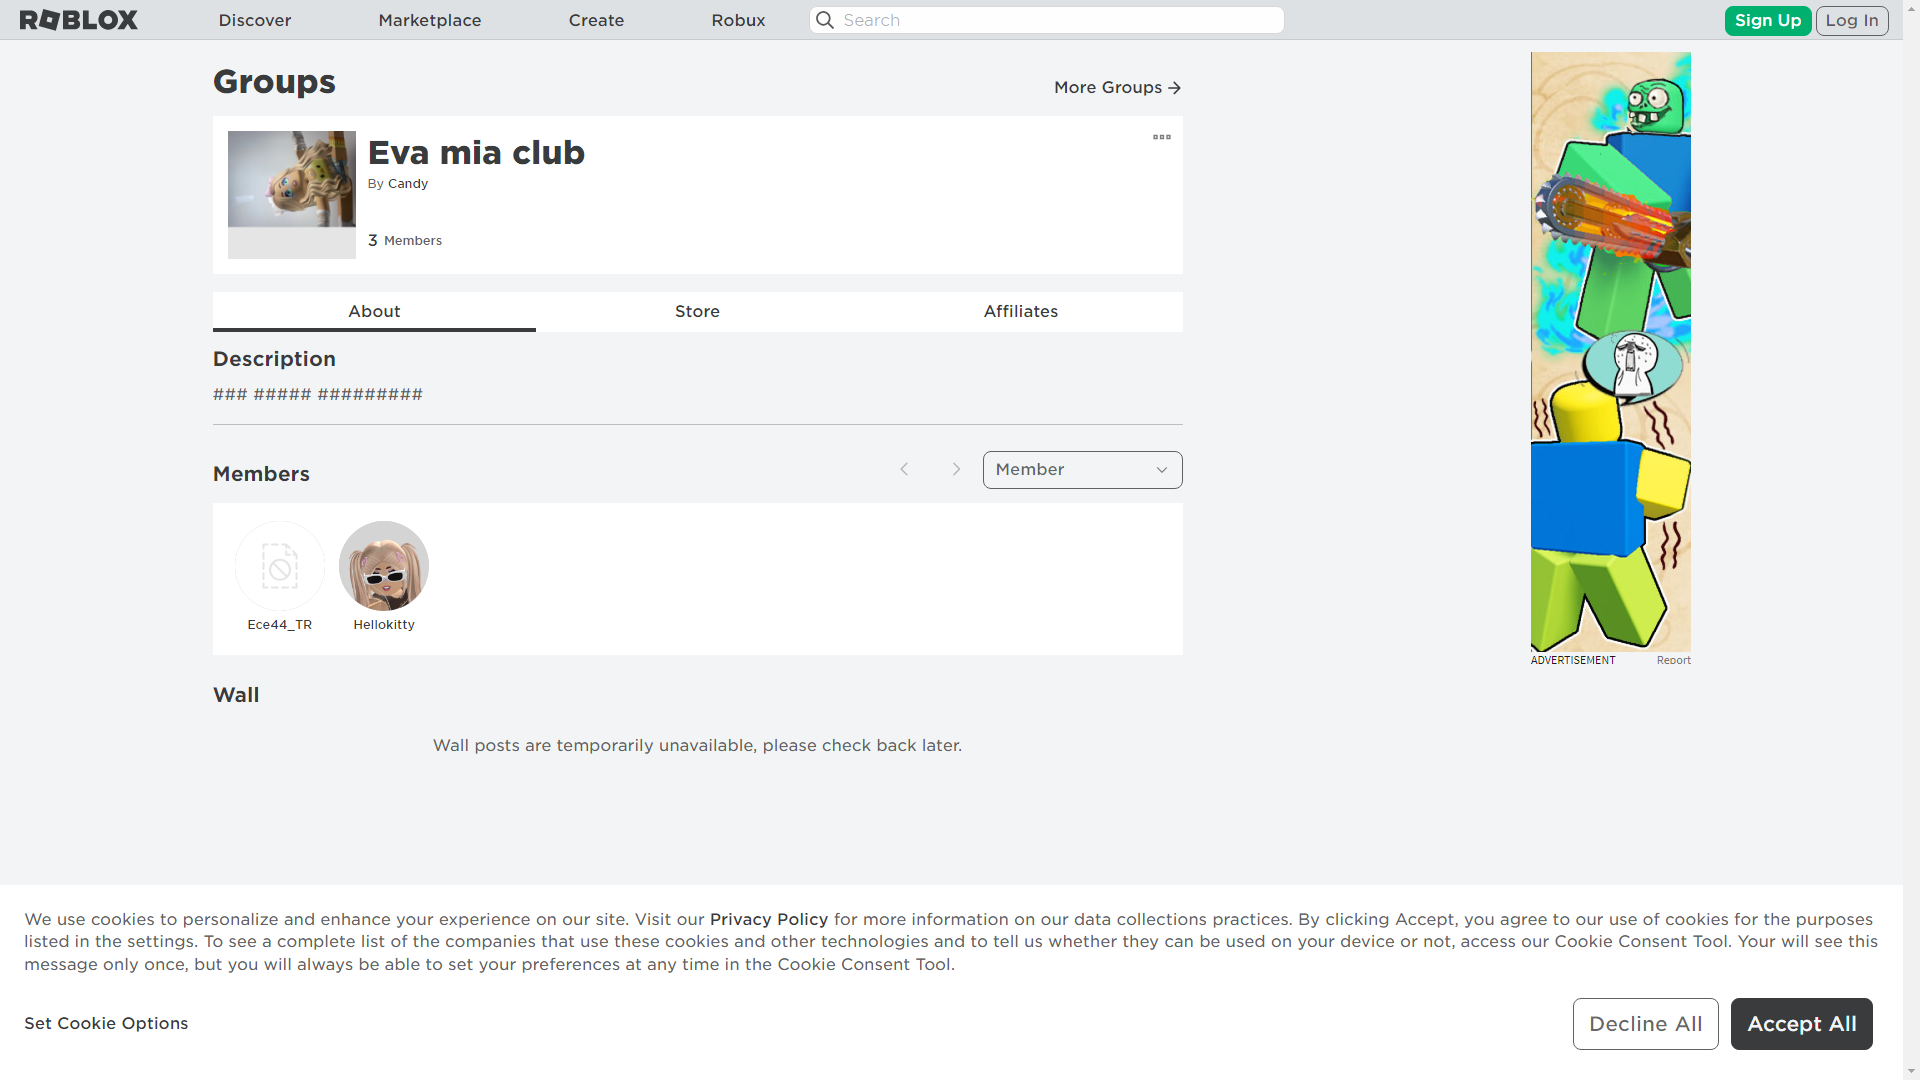 ROBLOX Discover Marketplace Create Robux Search Sign Up Log In
Groups
More Groups
Eva mia club
By Candy
3 Members
About Store Affiliates
Description
### ##### #########
Members
Member
Ece44_TR Hellokitty
ADVERTISEMENT Report
Wall
Wall posts are temporarily unavailable, please check back later.
We use cookies to personalize and enhance your experience on our site. Visit our Privacy Policy for more information on our data collections practices. By clicking Accept, you agree to our use of cookies for the purposes
listed in the settings. To see a complete list of the companies that use these cookies and other technologies and to tell us whether they can be used on your device or not, access our Cookie Consent Tool. Your will see this
message only once, but you will always be able to set your preferences at any time in the Cookie Consent Tool.
Set Cookie Options Decline All Accept All